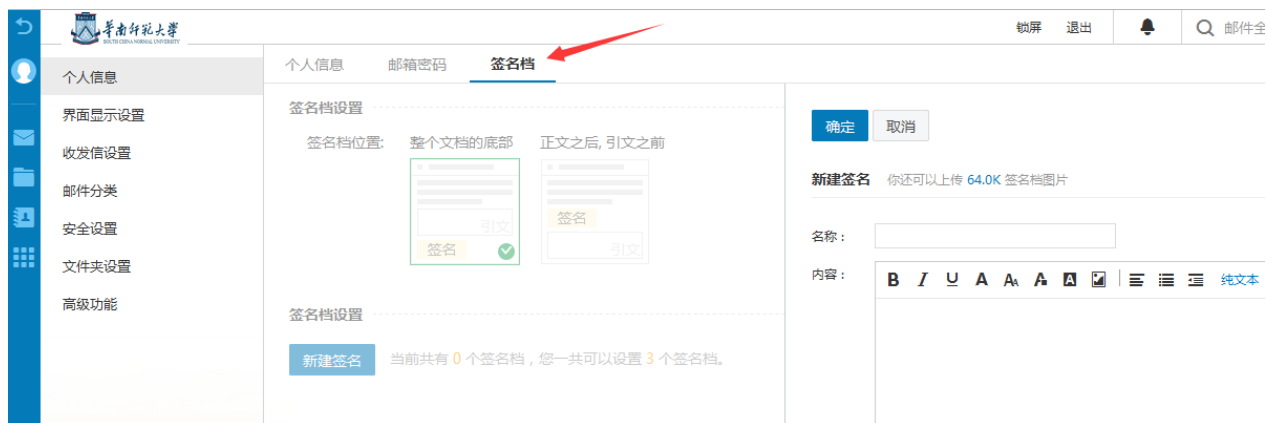 华南师范大学
SOUTH CHINA NORMAL UNIVERSITY
锁屏 退出 邮件全
个人信息
界面显示设置
收发信设置
邮件分类
安全设置
文件夹设置
高级功能
个人信息 邮箱密码 签名档
签名档设置
签名档位置: 整个文档的底部 正文之后, 引文之前
引文
签名
签名
引文
签名档设置
新建签名 当前共有 0 个签名档，您一共可以设置 3 个签名档。
确定 取消
新建签名 你还可以上传 64.0K 签名档图片
名称：
内容：
B I U A AA A A 纯文本